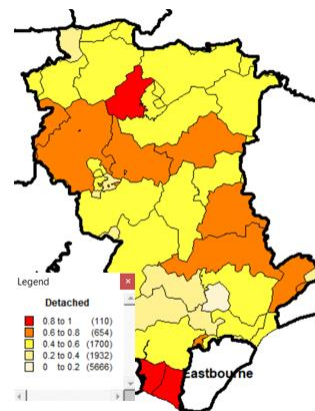 Legend
Detached
0.8 to 1 (110)
0.6 to 0.8 (654)
0.4 to 0.6 (1700)
0.2 to 0.4 (1932)
0 to 0.2 (5666)
Eastbourne